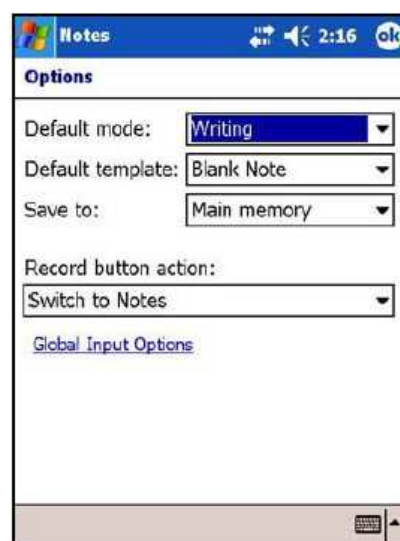 Notes 2:16 ok
Options
Default mode: Writing
Default template: Blank Note
Save to: Main memory
Record button action:
Switch to Notes
Global Input Options